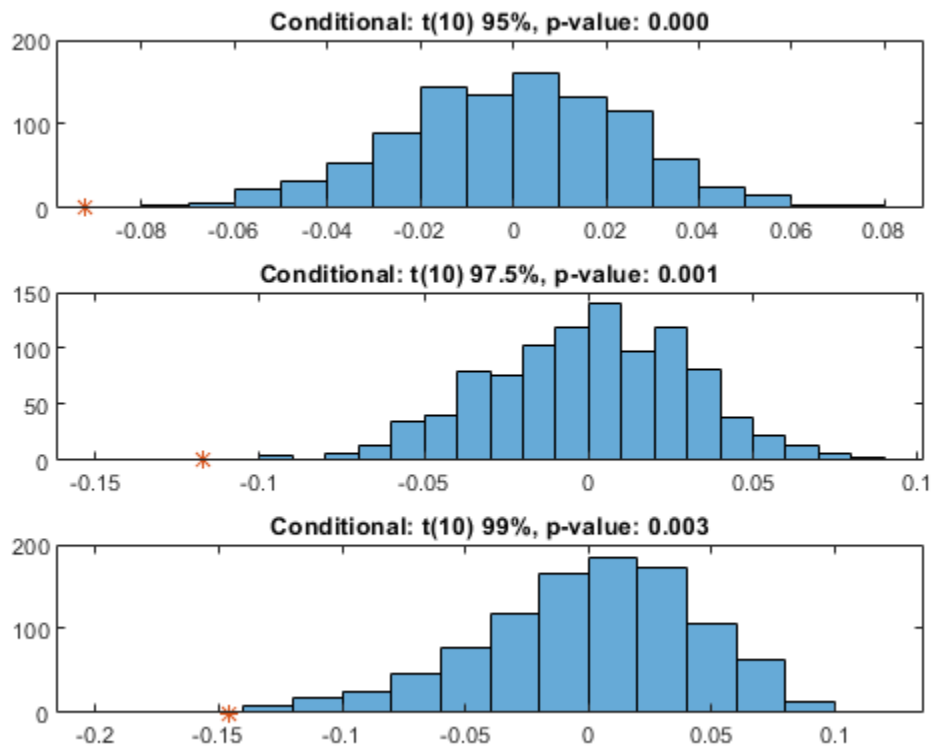 Conditional: t(10) 95%, p-value: 0.000
200
100
0
-0.08 -0.06 -0.04 -0.02 0 0.02 0.04 0.06 0.08
Conditional: t(10) 97.5%, p-value: 0.001
150
100
50
0
-0.15 -0.1 -0.05 0 0.05 0.1
Conditional: t(10) 99%, p-value: 0.003
200
100
0
-0.2 -0.15 -0.1 -0.05 0 0.05 0.1